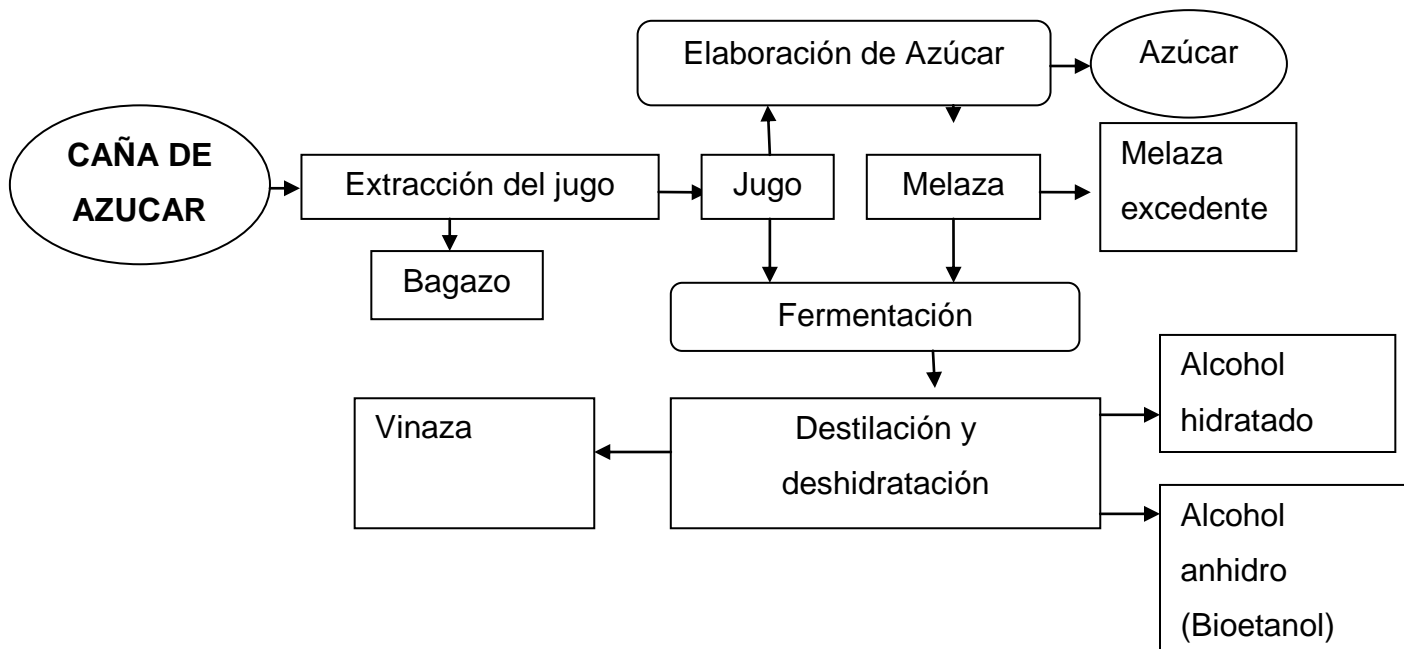 Elaboración de Azúcar
Azúcar
CAÑA DE
AZUCAR
Extracción del jugo
Jugo
Melaza
Melaza
excedente
Bagazo
Fermentación
Vinaza
Destilación y
deshidratación
Alcohol
hidratado
Alcohol
anhidro
(Bioetanol)